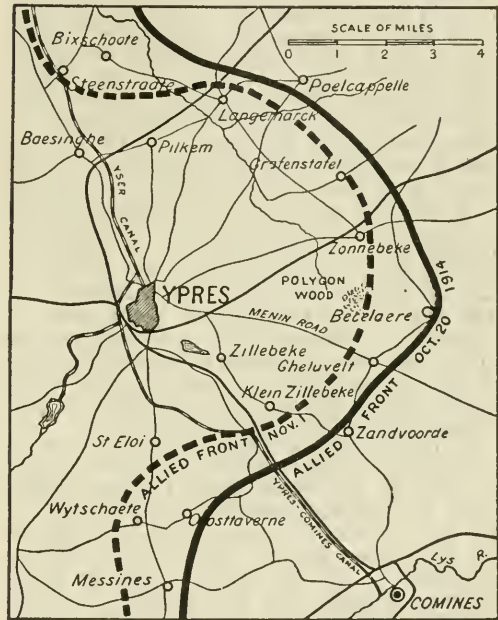 SCALE OF MILES
0 1 2 3 4
Bixschoote
Steenstraate
Poelcappelle
Langemarck
Boesinghe
Pilkem
Grafenstafel
YSER
CANAL
Zonnebeke
POLYGON
WOOD
YPRES
MENIN ROAD
Becelaere
Zillebeke
Gheluvelt
Klein Zillebeke
ALLIED FRONT OCT. 20 1914
Zandvoorde
ALLIED FRONT NOV. 1
St Eloi
YPRES-COMINES CANAL
Wytschaete
Oosttaverne
Messines
Lys R.
COMINES